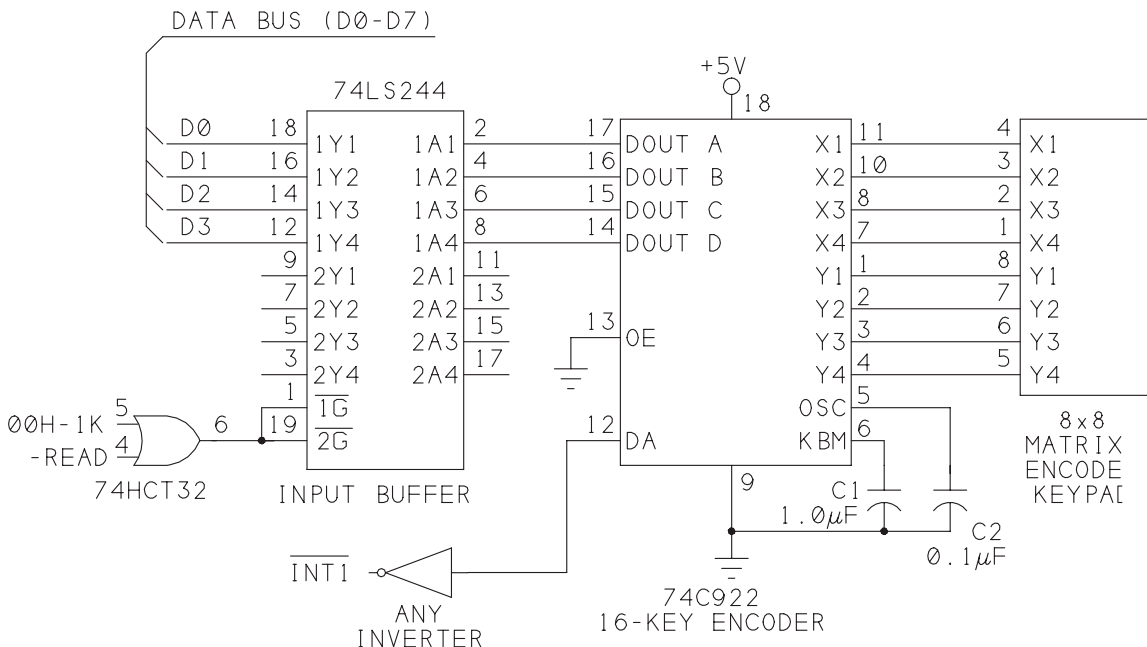 DATA BUS (D0-D7)
74LS244
+5V
18
D0 18 1Y1 1A1 2
D1 16 1Y2 1A2 4
D2 14 1Y3 1A3 6
D3 12 1Y4 1A4 8
9 2Y1 2A1 11
7 2Y2 2A2 13
5 2Y3 2A3 15
3 2Y4 2A4 17
1 1G
19 2G
00H-1K 5
-READ 4
6
74HCT32
INPUT BUFFER
17 DOUT A X1 11
16 DOUT B X2 10
15 DOUT C X3 8
14 DOUT D X4 7
Y1 1
Y2 2
13 OE Y3 3
Y4 4
OSC 5
12 DA KBM 6
9
4 X1
3 X2
2 X3
1 X4
8 Y1
7 Y2
6 Y3
5 Y4
8x8
MATRIX
ENCODE
KEYPA
C1
1.0µF
C2
0.1µF
INT1
ANY
INVERTER
74C922
16-KEY ENCODER